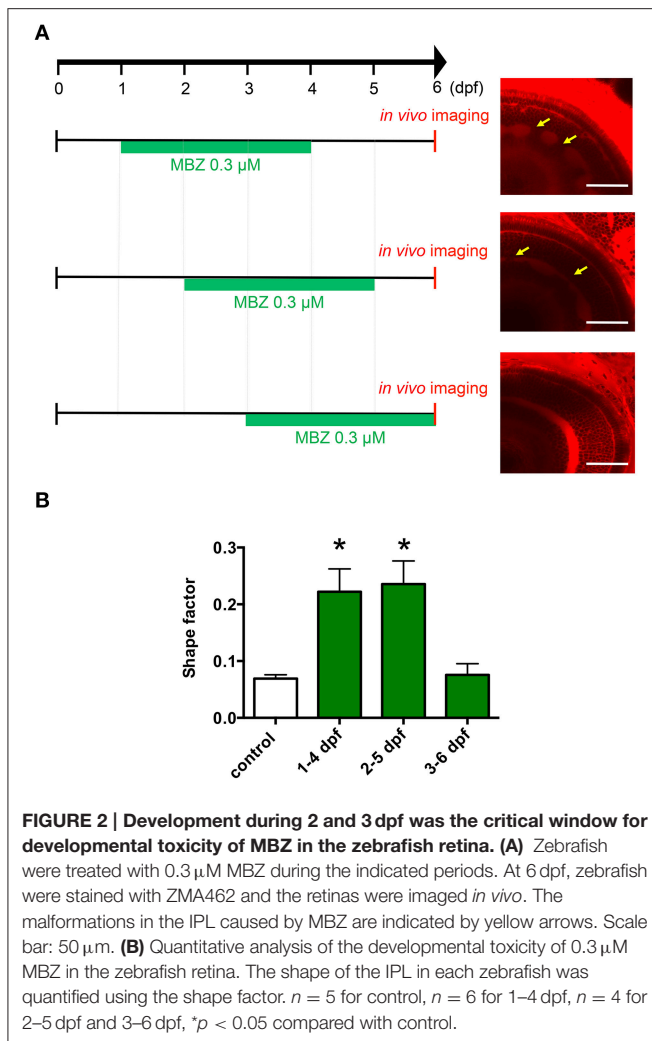 A
0 1 2 3 4 5 6 (dpf)
in vivo imaging
MBZ 0.3 μM
in vivo imaging
MBZ 0.3 μM
in vivo imaging
MBZ 0.3 μM
B
0.3
0.2
0.1
0.0
Shape factor
* *
control 1-4 dpf 2-5 dpf 3-6 dpf
FIGURE 2 | Development during 2 and 3 dpf was the critical window for
developmental toxicity of MBZ in the zebrafish retina. (A) Zebrafish
were treated with 0.3 μM MBZ during the indicated periods. At 6 dpf, zebrafish
were stained with ZMA462 and the retinas were imaged in vivo. The
malformations in the IPL caused by MBZ are indicated by yellow arrows. Scale
bar: 50 μm. (B) Quantitative analysis of the developmental toxicity of 0.3 μM
MBZ in the zebrafish retina. The shape of the IPL in each zebrafish was
quantified using the shape factor. n = 5 for control, n = 6 for 1–4 dpf, n = 4 for
2–5 dpf and 3–6 dpf, *p < 0.05 compared with control.